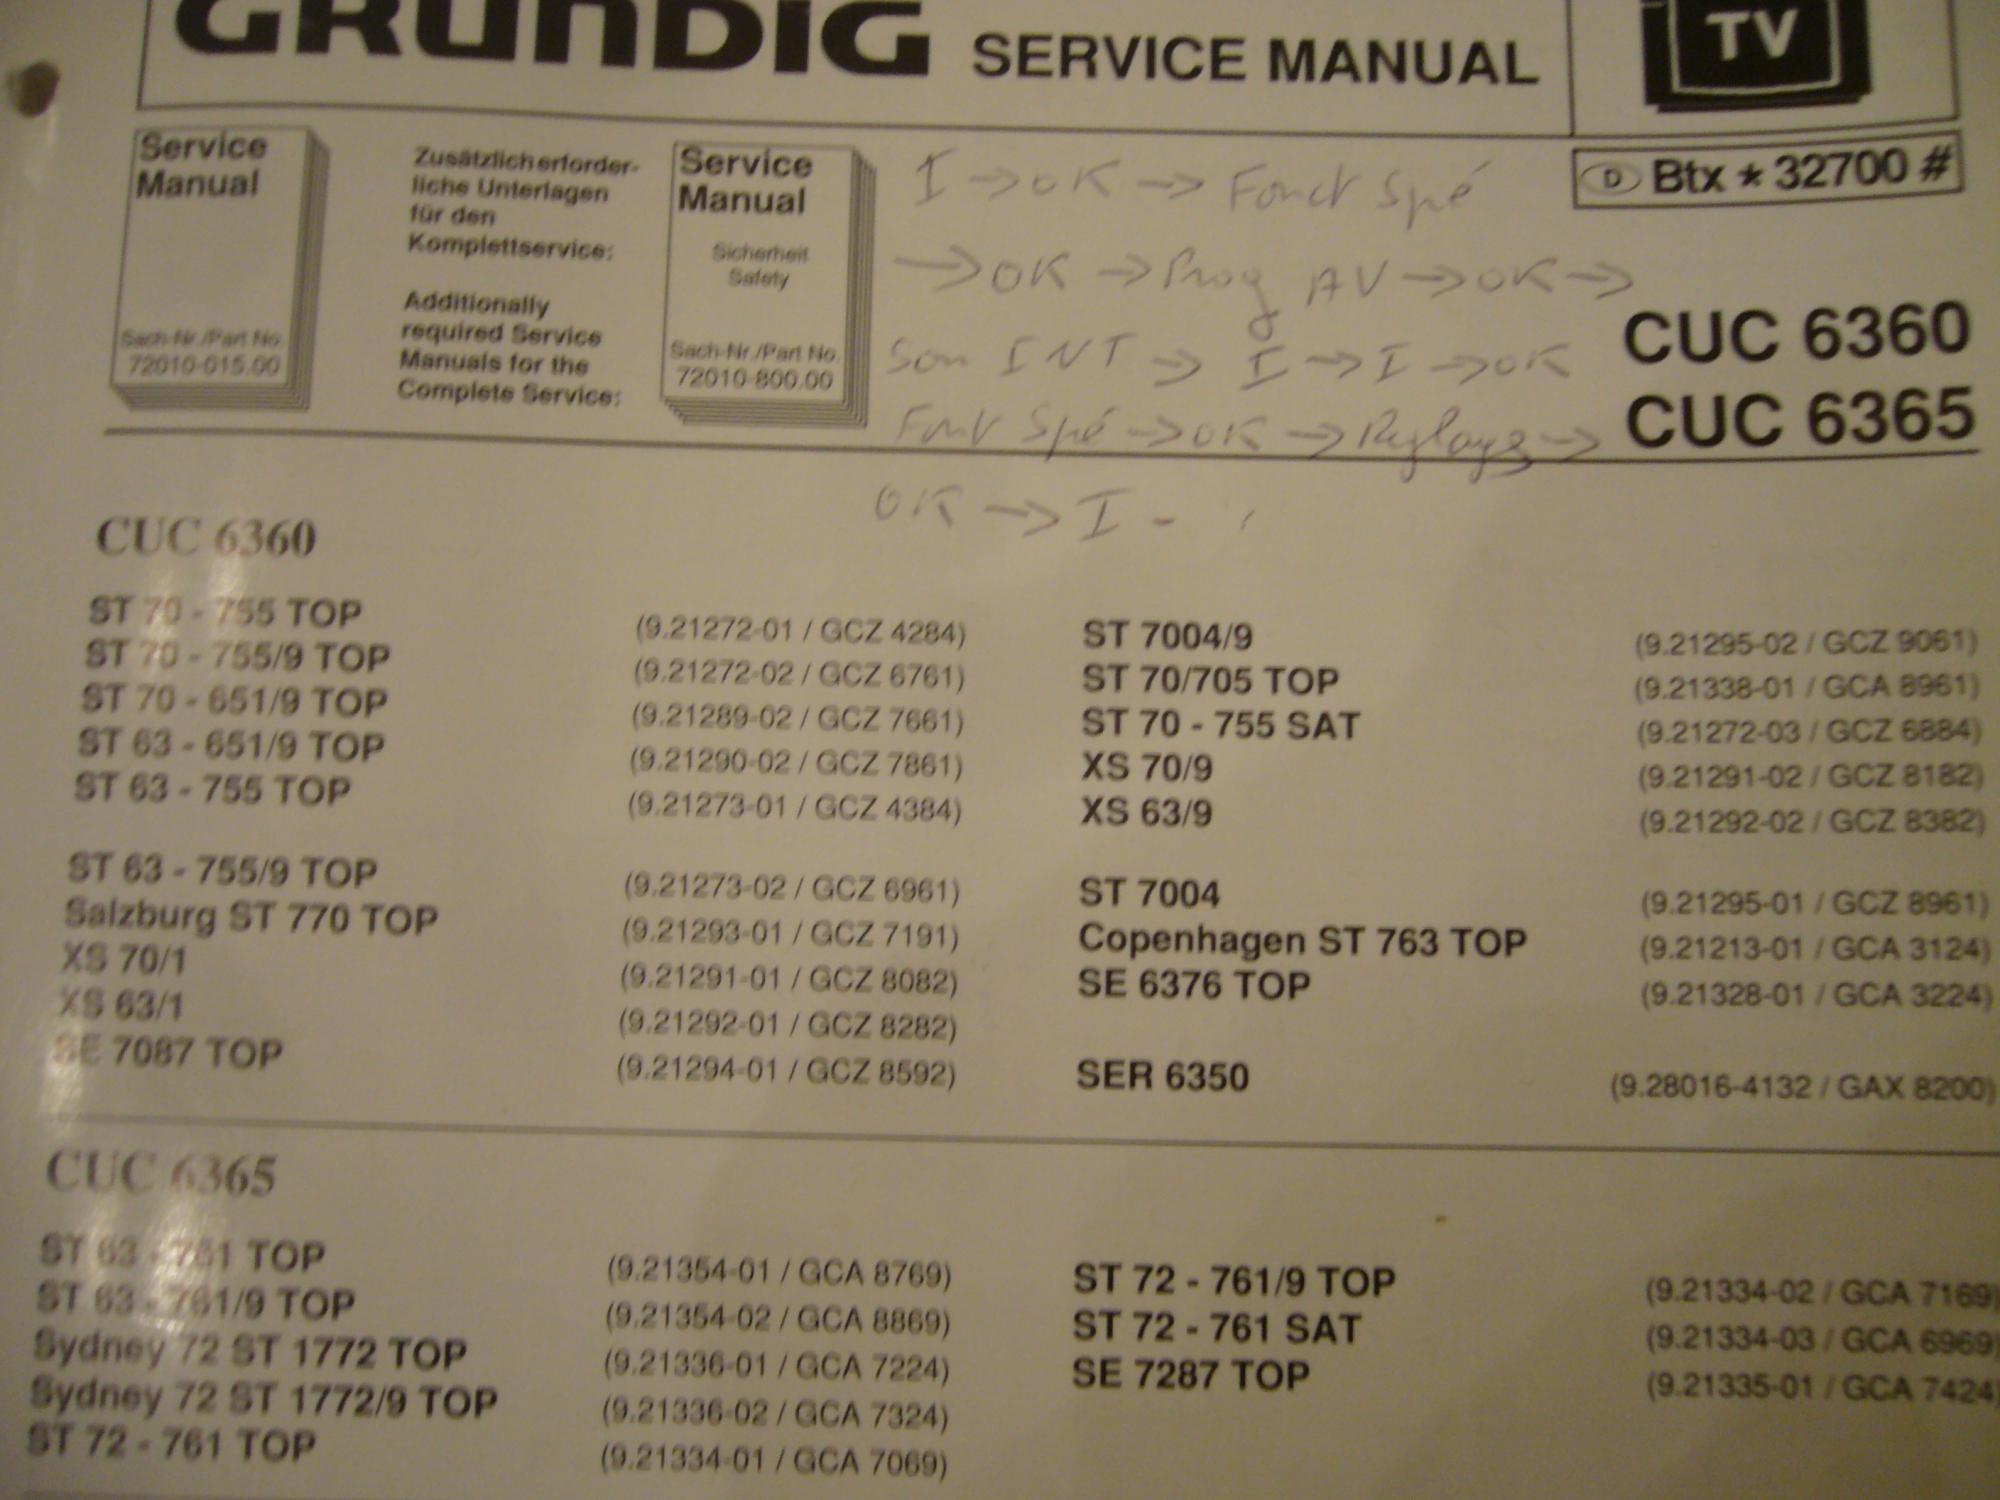 GRUNDIG SERVICE MANUAL
TV
Btx * 32700 #
D
Service
Manual
Sach-Nr./Part No.
72010-015.00
Zusätzlich erforder-
liche Unterlagen
für den
Komplettservice:
Additionally
required Service
Manuals for the
Complete Service:
Service
Manual
Sicherheit
Safety
Sach-Nr./Part No.
72010-800.00
I → OK → Fonct Spé
→ OK → Prog AV → OK →
Son INT → I → I → OK
Font Spé → OK → Reglages →
OK → I -
CUC 6360
CUC 6365
CUC 6360
ST 70 - 755 TOP (9.21272-01 / GCZ 4284)
ST 70 - 755/9 TOP (9.21272-02 / GCZ 6761)
ST 70 - 651/9 TOP (9.21289-02 / GCZ 7661)
ST 63 - 651/9 TOP (9.21290-02 / GCZ 7861)
ST 63 - 755 TOP (9.21273-01 / GCZ 4384)
ST 63 - 755/9 TOP (9.21273-02 / GCZ 6961)
Salzburg ST 770 TOP (9.21293-01 / GCZ 7191)
XS 70/1 (9.21291-01 / GCZ 8082)
XS 63/1 (9.21292-01 / GCZ 8282)
SE 7087 TOP (9.21294-01 / GCZ 8592)
ST 7004/9 (9.21295-02 / GCZ 9061)
ST 70/705 TOP (9.21338-01 / GCA 8961)
ST 70 - 755 SAT (9.21272-03 / GCZ 6884)
XS 70/9 (9.21291-02 / GCZ 8182)
XS 63/9 (9.21292-02 / GCZ 8382)
ST 7004 (9.21295-01 / GCZ 8961)
Copenhagen ST 763 TOP (9.21213-01 / GCA 3124)
SE 6376 TOP (9.21328-01 / GCA 3224)
SER 6350 (9.28016-4132 / GAX 8200)
CUC 6365
ST 63 - 761 TOP (9.21354-01 / GCA 8769)
ST 63 - 761/9 TOP (9.21354-02 / GCA 8869)
Sydney 72 ST 1772 TOP (9.21336-01 / GCA 7224)
Sydney 72 ST 1772/9 TOP (9.21336-02 / GCA 7324)
ST 72 - 761 TOP (9.21334-01 / GCA 7069)
ST 72 - 761/9 TOP (9.21334-02 / GCA 7169)
ST 72 - 761 SAT (9.21334-03 / GCA 6969)
SE 7287 TOP (9.21335-01 / GCA 7424)